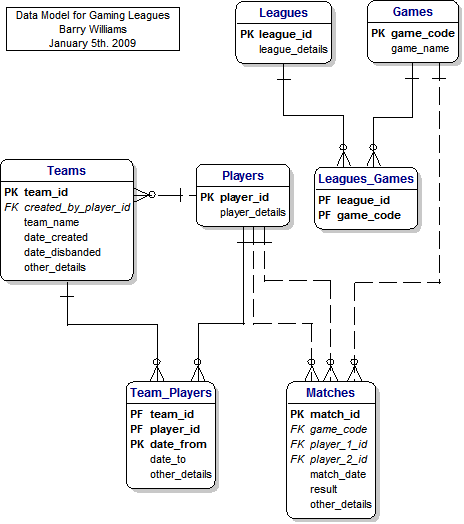 Data Model for Gaming Leagues
Barry Williams
January 5th. 2009
Leagues
PK league_id
league_details
Games
PK game_code
game_name
Teams
PK team_id
FK created_by_player_id
team_name
date_created
date_disbanded
other_details
Players
PK player_id
player_details
Leagues_Games
PF league_id
PF game_code
Team_Players
PF team_id
PF player_id
PK date_from
date_to
other_details
Matches
PK match_id
FK game_code
FK player_1_id
FK player_2_id
match_date
result
other_details